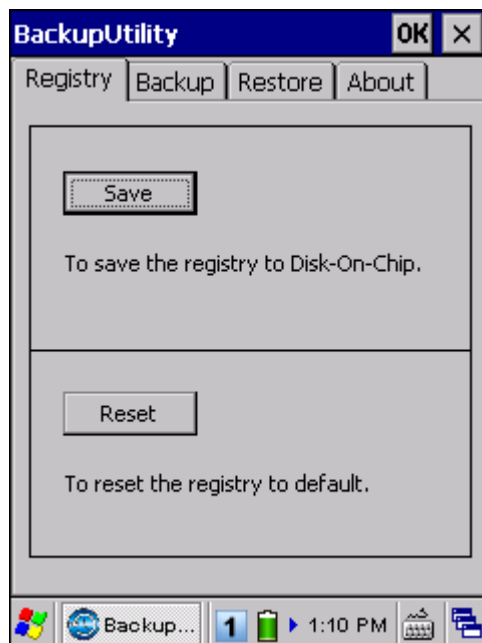 BackupUtility OK ×
Registry Backup Restore About
Save
To save the registry to Disk-On-Chip.
Reset
To reset the registry to default.
Backup... 1 1:10 PM